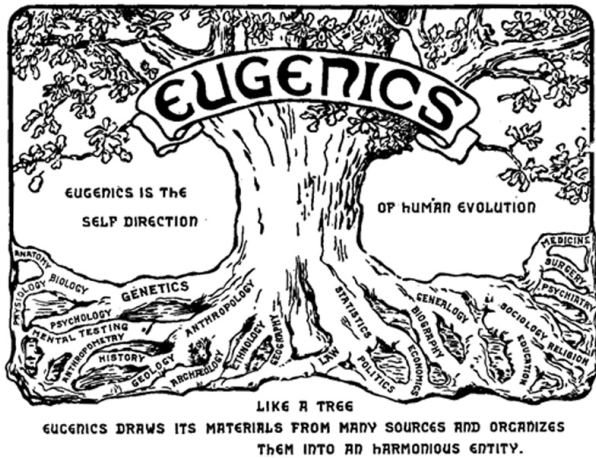 EUGENICS
EUGENICS IS THE
SELF DIRECTION
OF HUMAN EVOLUTION
ANATOMY
PHYSIOLOGY
BIOLOGY
PSYCHOLOGY
GENETICS
MENTAL TESTING
ANTHROPOMETRY
HISTORY
GEOLOGY
ANTHROPOLOGY
ARCHÆOLOGY
ETHNOLOGY
GEOGRAPHY
LAW
STATISTICS
POLITICS
ECONOMICS
BIOGRAPHY
GENEALOGY
EDUCATION
SOCIOLOGY
RELIGION
PSYCHIATRY
SURGERY
MEDICINE
LIKE A TREE
EUGENICS DRAWS ITS MATERIALS FROM MANY SOURCES AND ORGANIZES
THEM INTO AN HARMONIOUS ENTITY.